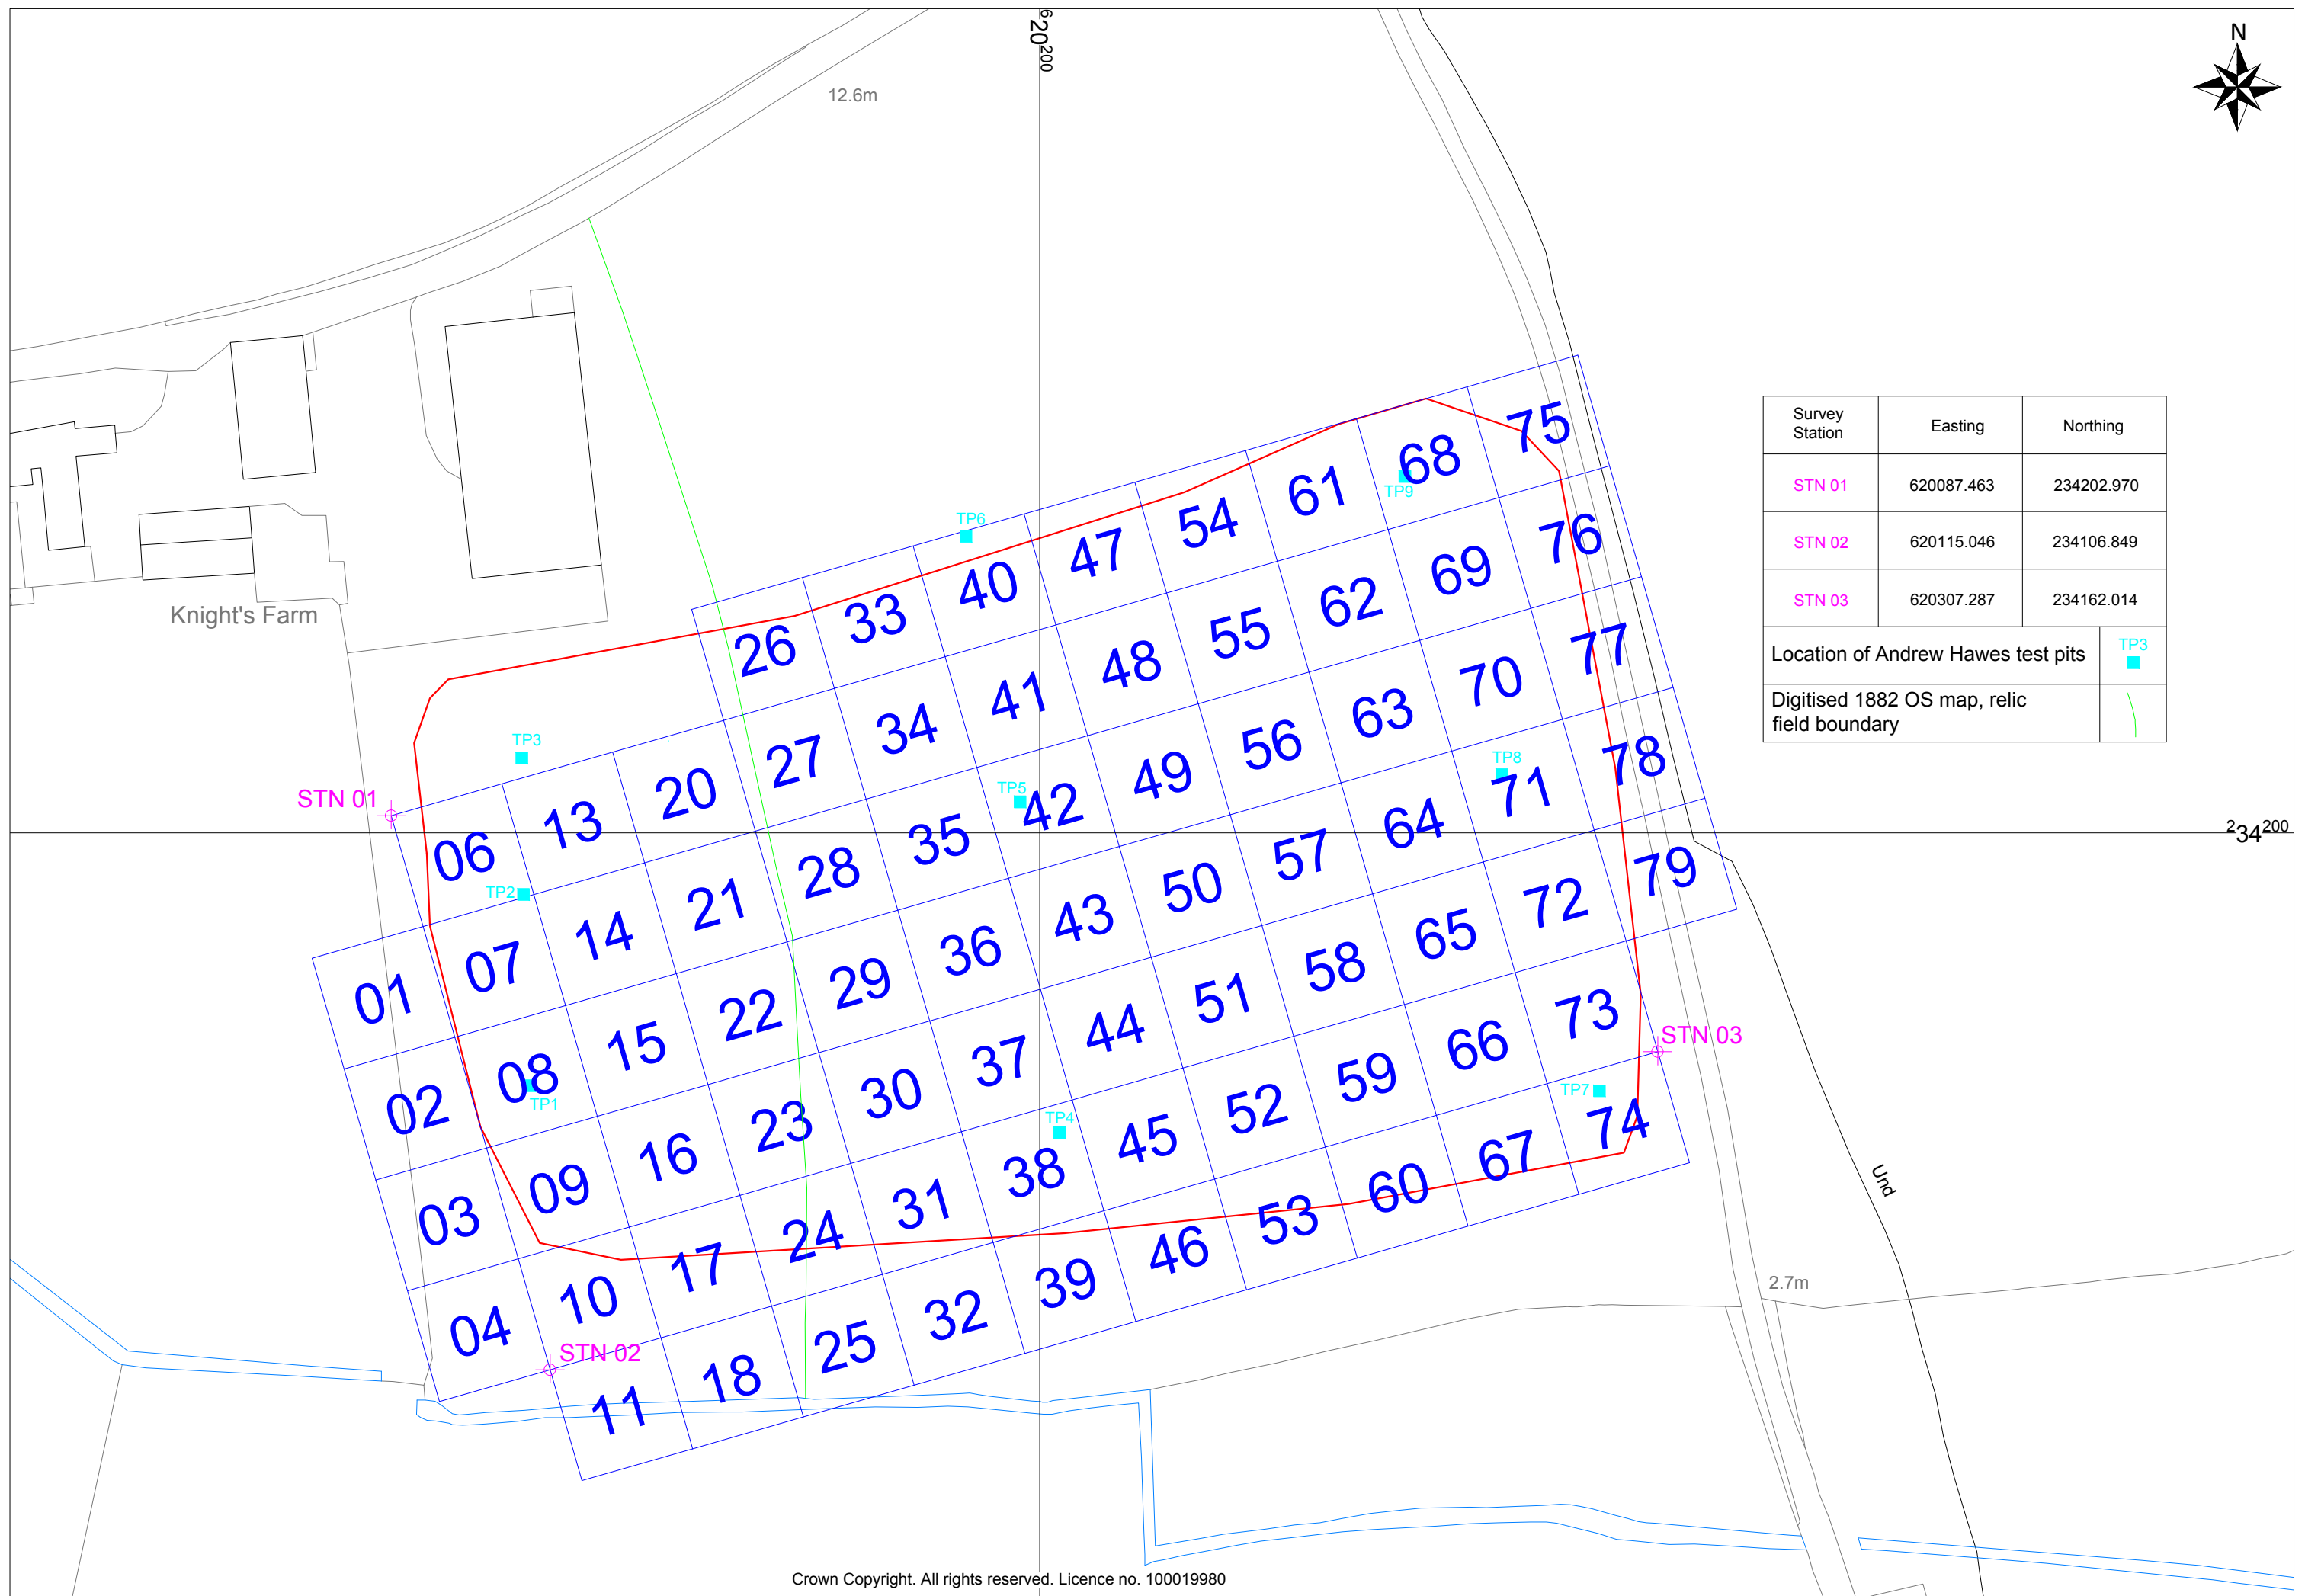 ⁶20²⁰⁰
N
12.6m
Knight's Farm
Survey
Station
Easting
Northing
STN 01
620087.463
234202.970
STN 02
620115.046
234106.849
STN 03
620307.287
234162.014
Location of Andrew Hawes test pits
TP3
Digitised 1882 OS map, relic
field boundary
²34²⁰⁰
75
68
TP9
61
54
TP6
47
40
33
26
76
69
62
55
48
41
34
27
TP3
20
13
06
STN 01
77
70
63
56
49
TP5
42
35
28
21
14
TP2
07
01
78
TP8
71
64
57
50
43
36
29
22
15
08
TP1
02
79
72
65
58
51
44
37
30
23
16
09
03
STN 03
73
66
59
52
45
TP4
38
31
24
17
10
04
STN 02
TP7
74
67
60
53
46
39
32
25
18
11
Und
2.7m
Crown Copyright. All rights reserved. Licence no. 100019980